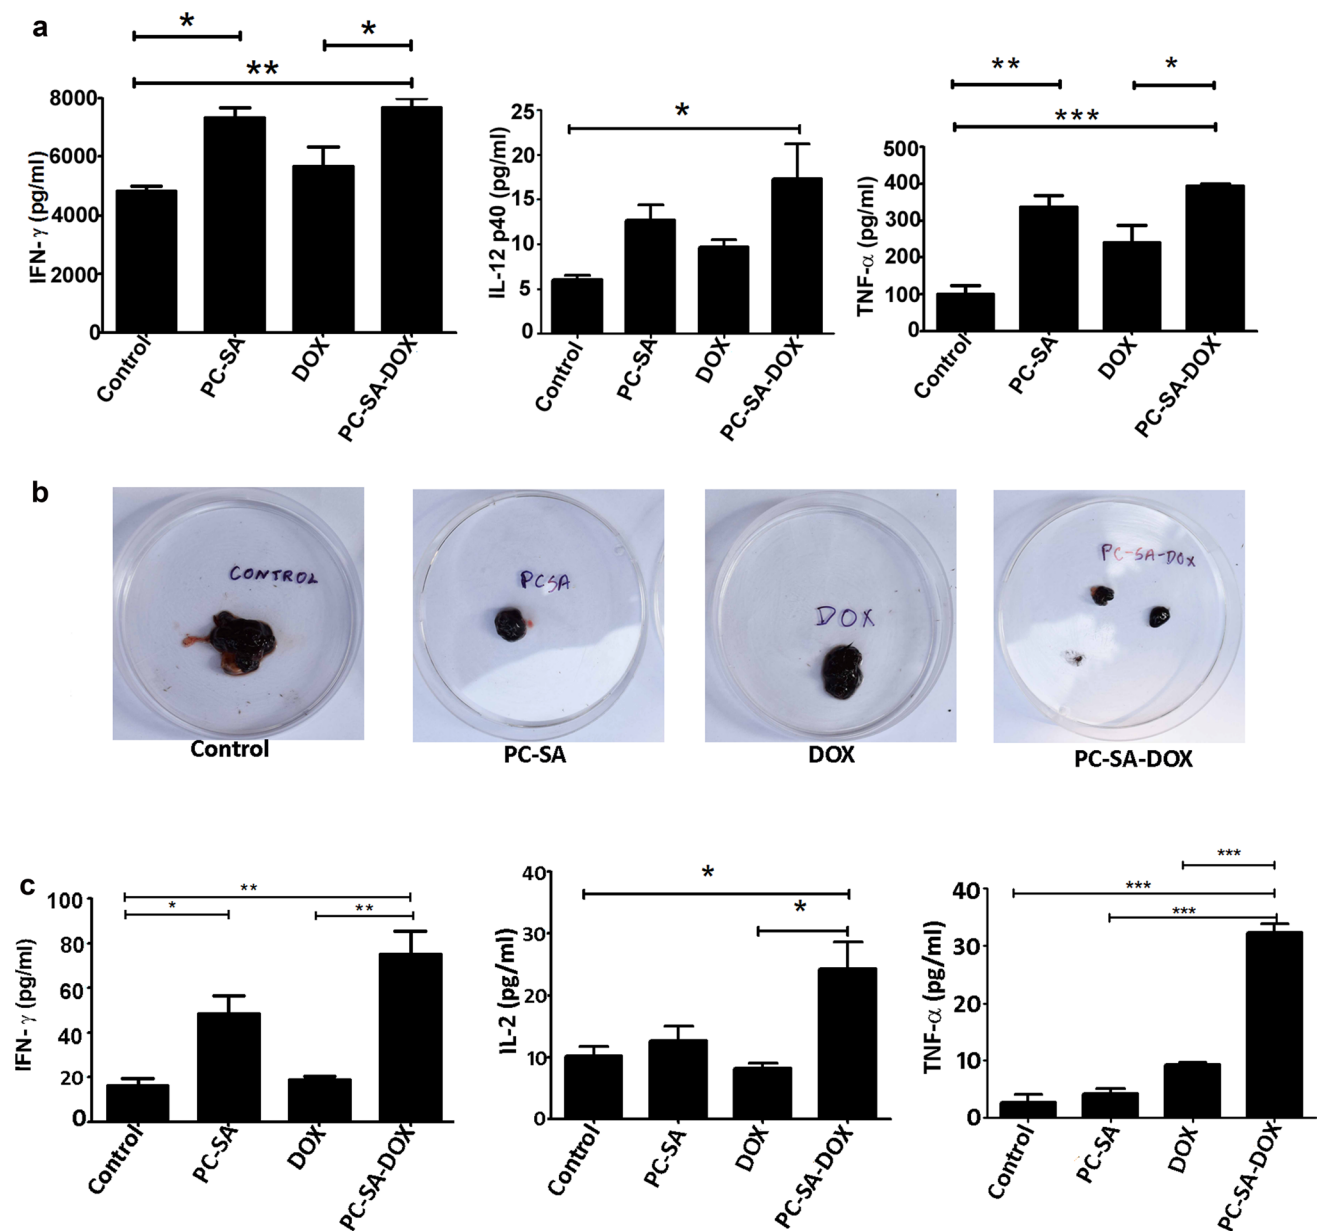 a
* *
**
8000
6000
4000
2000
0
IFN- γ (pg/ml)
Control
PC-SA
DOX
PC-SA-DOX
*
25
20
15
10
5
0
IL-12 p40 (pg/ml)
Control
PC-SA
DOX
PC-SA-DOX
** *
***
500
400
300
200
100
0
TNF-α (pg/ml)
Control
PC-SA
DOX
PC-SA-DOX
b
CONTROL
PCSA
DOX
PC-SA-DOX
Control
PC-SA
DOX
PC-SA-DOX
c
**
* **
100
80
60
40
20
0
IFN- γ (pg/ml)
Control
PC-SA
DOX
PC-SA-DOX
*
*
40
30
20
10
0
IL-2 (pg/ml)
Control
PC-SA
DOX
PC-SA-DOX
***
***
***
40
30
20
10
0
TNF-α (pg/ml)
Control
PC-SA
DOX
PC-SA-DOX